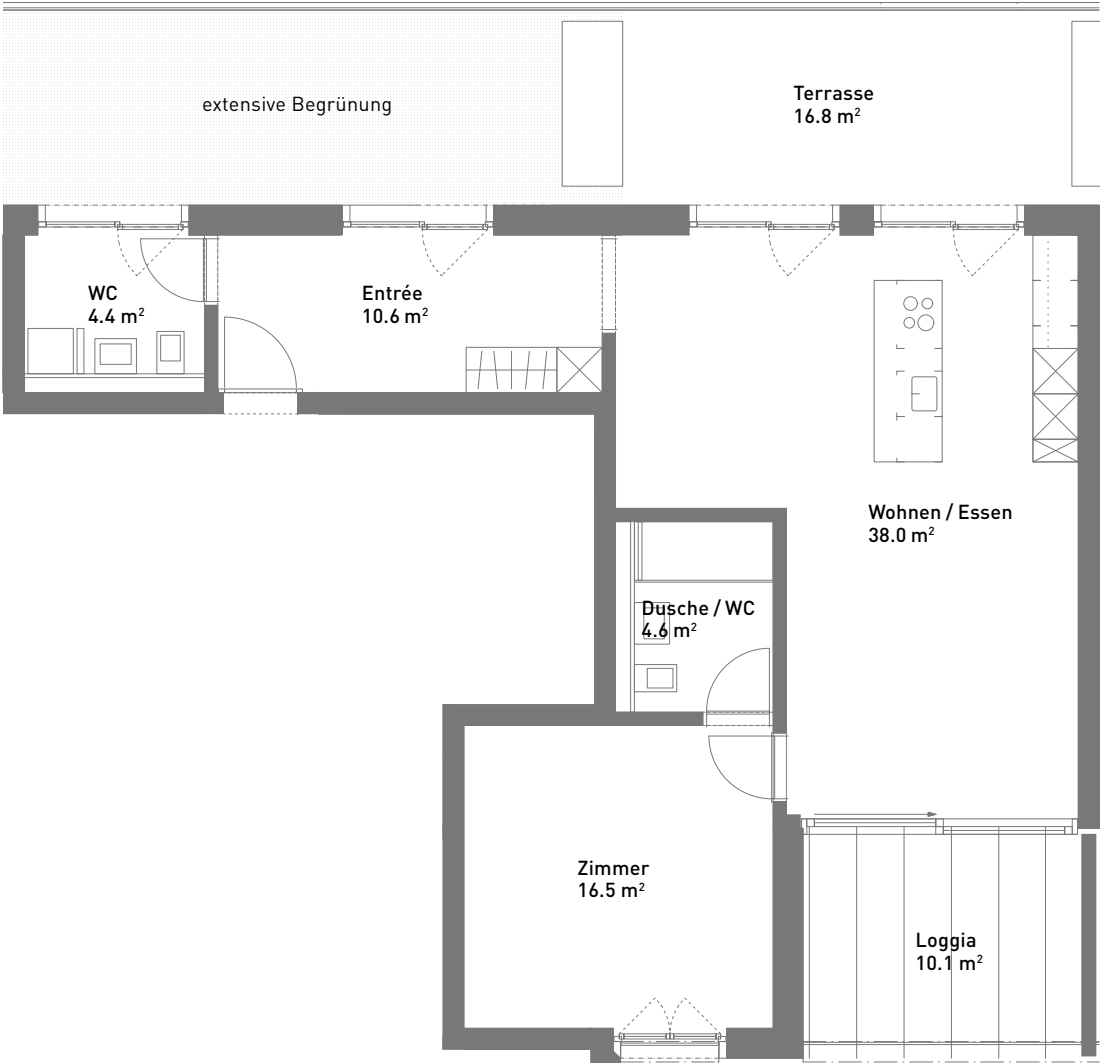 extensive Begrünung
Terrasse
16.8 m²
WC
4.4 m²
Entrée
10.6 m²
Wohnen / Essen
38.0 m²
Dusche / WC
4.6 m²
Zimmer
16.5 m²
Loggia
10.1 m²